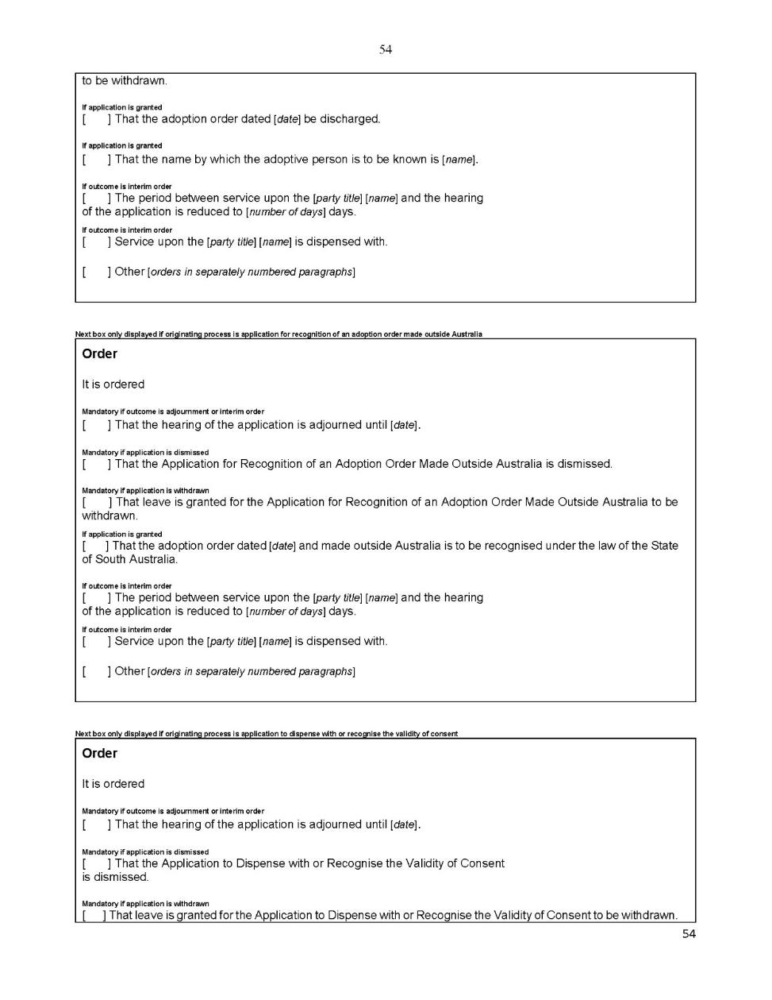 54
to be withdrawn.
If application is granted
[ ] That the adoption order dated [date] be discharged.
If application is granted
[ ] That the name by which the adoptive person is to be known is [name].
If outcome is interim order
[ ] The period between service upon the [party title] [name] and the hearing
of the application is reduced to [number of days] days.
If outcome is interim order
[ ] Service upon the [party title] [name] is dispensed with.
[ ] Other [orders in separately numbered paragraphs]
Next box only displayed if originating process is application for recognition of an adoption order made outside Australia
Order
It is ordered
Mandatory if outcome is adjournment or interim order
[ ] That the hearing of the application is adjourned until [date].
Mandatory if application is dismissed
[ ] That the Application for Recognition of an Adoption Order Made Outside Australia is dismissed.
Mandatory if application is withdrawn
[ ] That leave is granted for the Application for Recognition of an Adoption Order Made Outside Australia to be
withdrawn.
If application is granted
[ ] That the adoption order dated [date] and made outside Australia is to be recognised under the law of the State
of South Australia.
If outcome is interim order
[ ] The period between service upon the [party title] [name] and the hearing
of the application is reduced to [number of days] days.
If outcome is interim order
[ ] Service upon the [party title] [name] is dispensed with.
[ ] Other [orders in separately numbered paragraphs]
Next box only displayed if originating process is application to dispense with or recognise the validity of consent
Order
It is ordered
Mandatory if outcome is adjournment or interim order
[ ] That the hearing of the application is adjourned until [date].
Mandatory if application is dismissed
[ ] That the Application to Dispense with or Recognise the Validity of Consent
is dismissed.
Mandatory if application is withdrawn
[ ] That leave is granted for the Application to Dispense with or Recognise the Validity of Consent to be withdrawn.
54